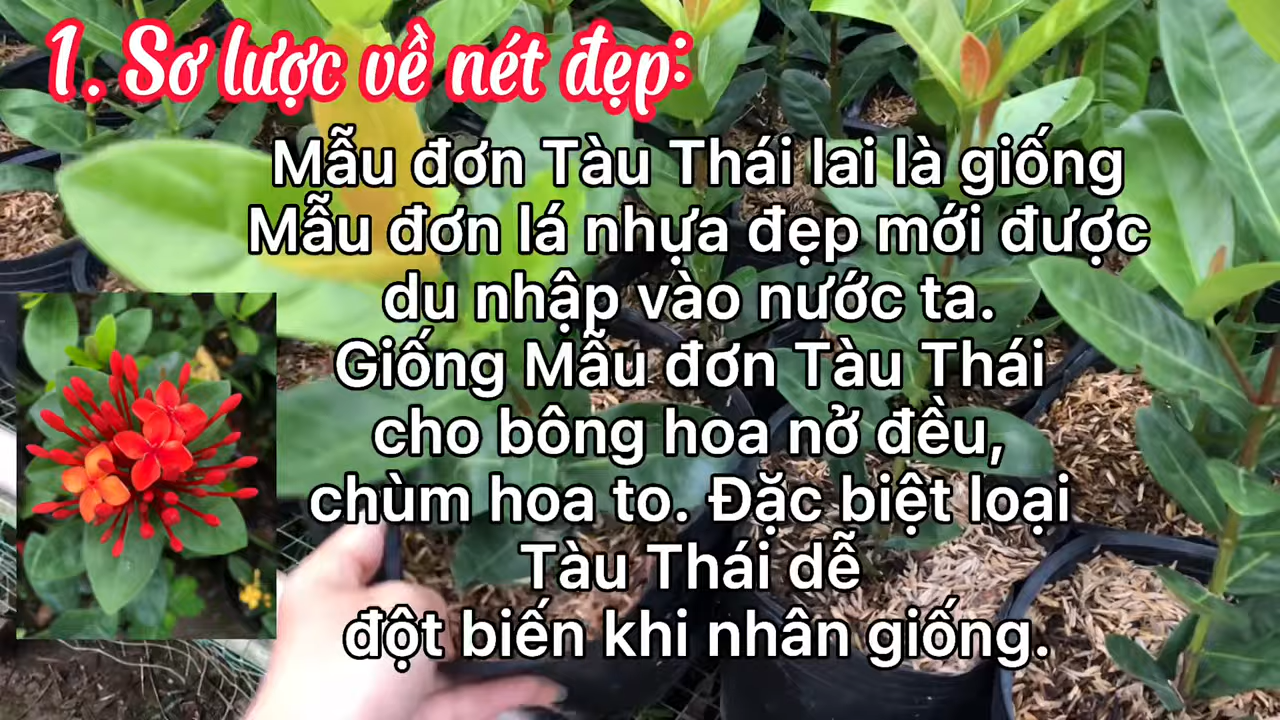 1. Sơ lược về nét đẹp:
Mẫu đơn Tàu Thái lai là giống
Mẫu đơn lá nhựa đẹp mới được
du nhập vào nước ta.
Giống Mẫu đơn Tàu Thái
cho bông hoa nở đều,
chùm hoa to. Đặc biệt loại
Tàu Thái dễ
đột biến khi nhân giống.